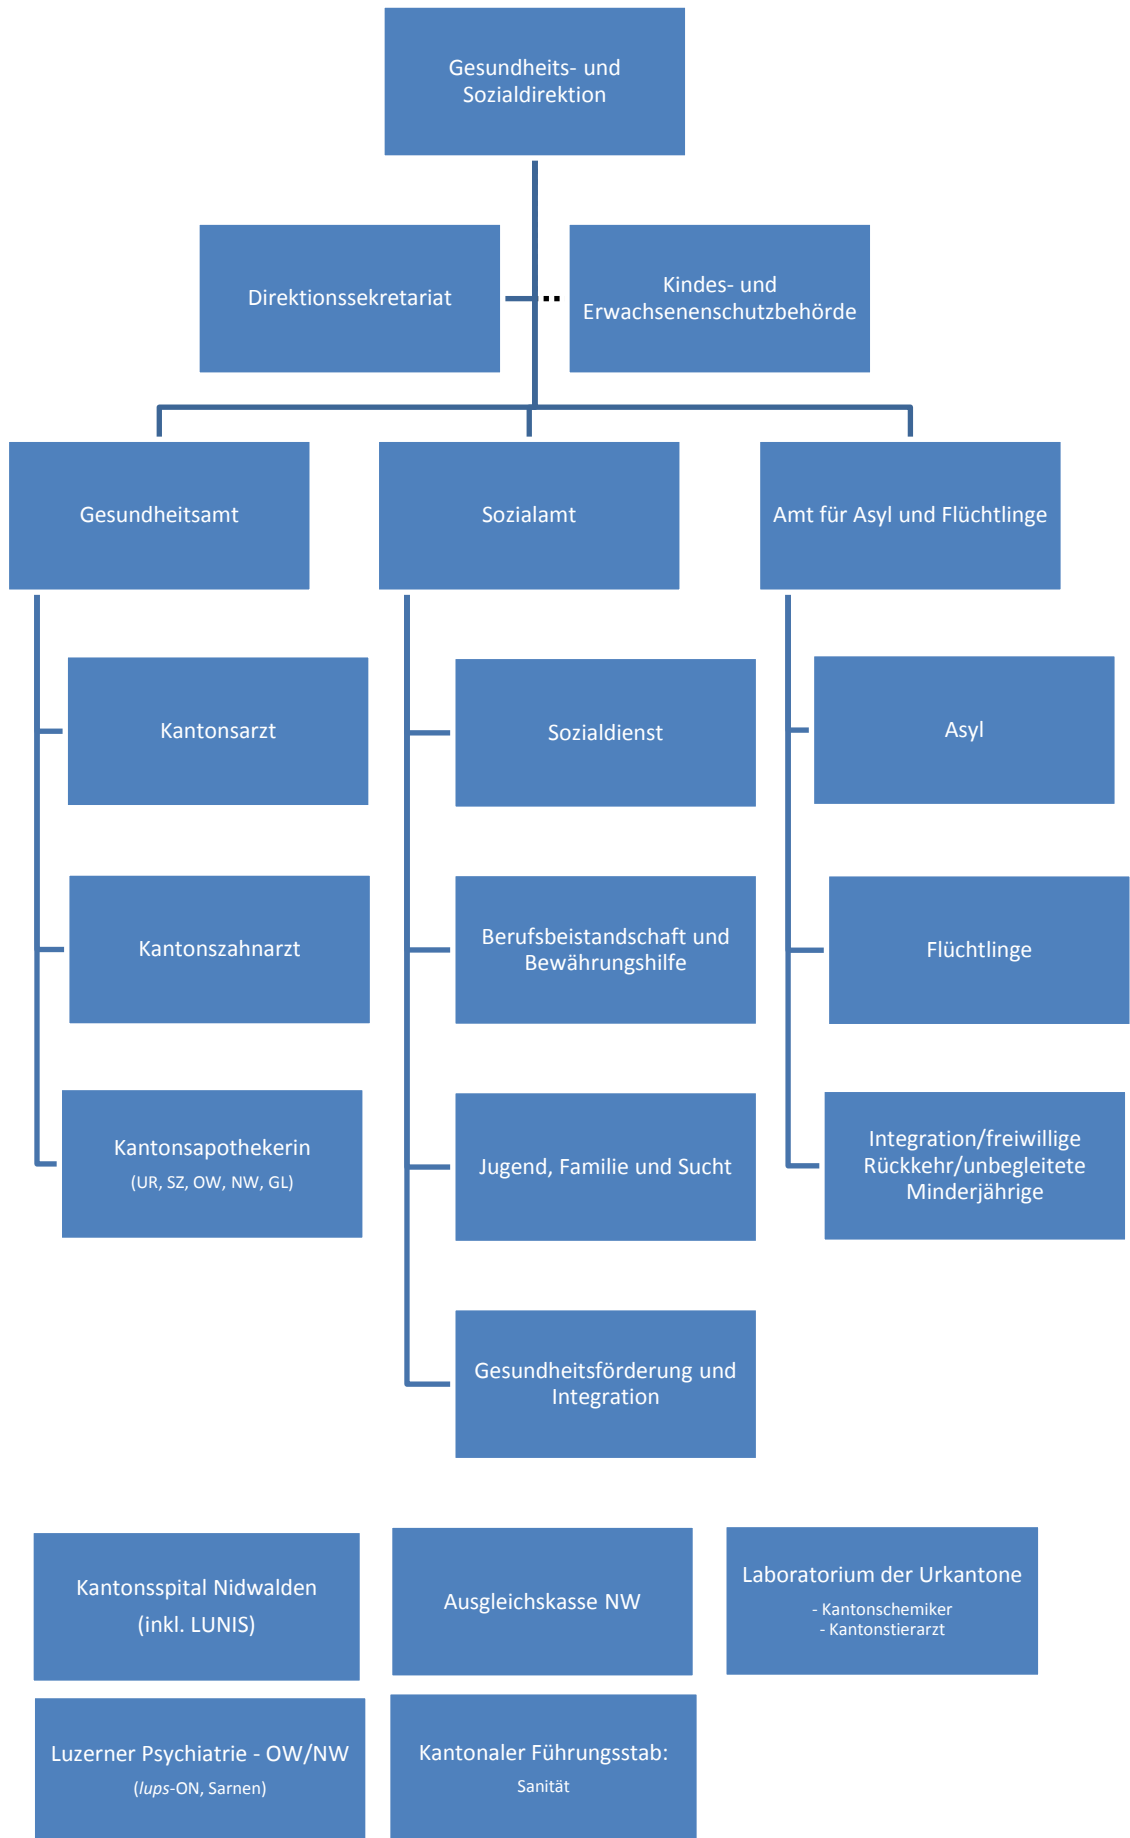 Gesundheits- und
Sozialdirektion
Direktionssekretariat
Kindes- und
Erwachsenenschutzbehörde
Gesundheitsamt
Sozialamt
Amt für Asyl und Flüchtlinge
Kantonsarzt
Sozialdienst
Asyl
Kantonszahnarzt
Berufsbeistandschaft und
Bewährungshilfe
Flüchtlinge
Kantonsapothekerin
(UR, SZ, OW, NW, GL)
Jugend, Familie und Sucht
Integration/freiwillige
Rückkehr/unbegleitete
Minderjährige
Gesundheitsförderung und
Integration
Kantonsspital Nidwalden
(inkl. LUNIS)
Ausgleichskasse NW
Laboratorium der Urkantone
- Kantonschemiker
- Kantonstierarzt
Luzerner Psychiatrie - OW/NW
(lups-ON, Sarnen)
Kantonaler Führungsstab:
Sanität